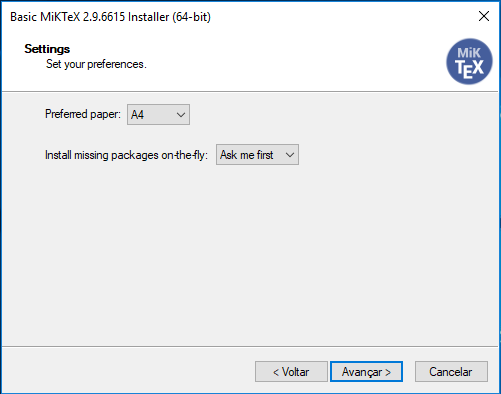 Basic MiKTeX 2.9.6615 Installer (64-bit)
Settings
Set your preferences.
MiK
TEX
Preferred paper: A4
Install missing packages on-the-fly: Ask me first
< Voltar Avançar > Cancelar